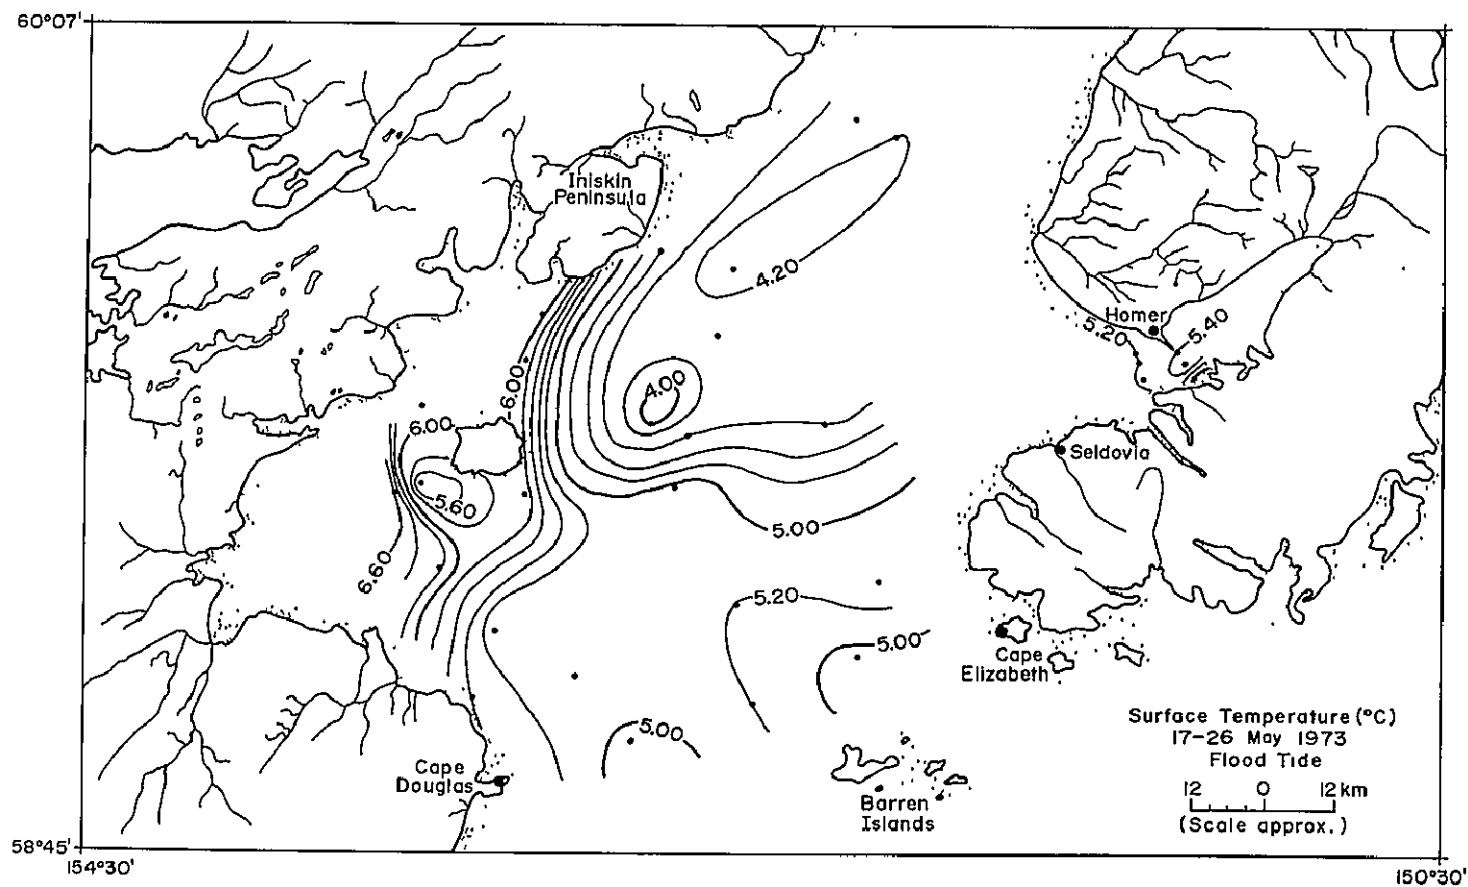 60°07'
Iniskin
Peninsula
4.20
Homer
5.20
5.40
6.00
4.00
6.00
Seldovia
5.60
5.00
6.60
5.20
5.00
Cape
Elizabeth
5.00
Surface Temperature (°C)
17-26 May 1973
Flood Tide
12 0 12 km
(Scale approx.)
Cape
Douglas
Barren
Islands
58°45'
154°30'
150°30'